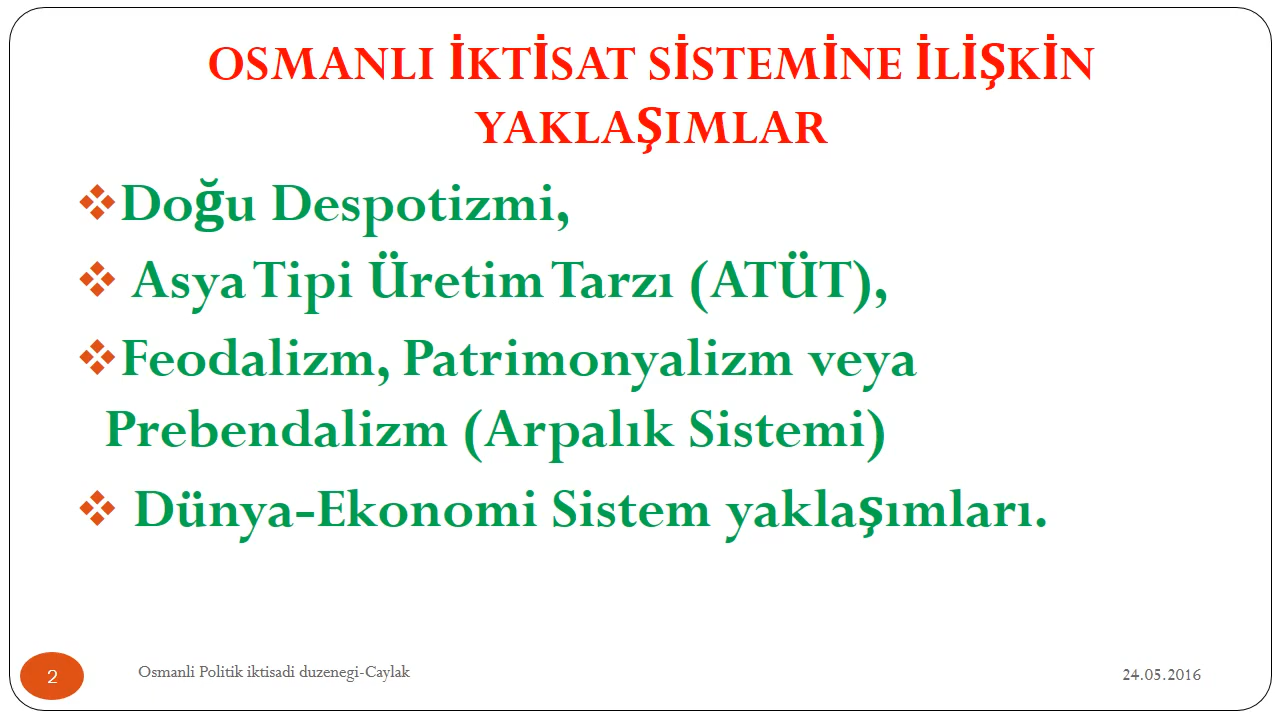 OSMANLI İKTİSAT SİSTEMİNE İLİŞKİN
YAKLAŞIMLAR
Doğu Despotizmi,
Asya Tipi Üretim Tarzı (ATÜT),
Feodalizm, Patrimonyalizm veya
Prebendalizm (Arpalık Sistemi)
Dünya-Ekonomi Sistem yaklaşımları.
2
Osmanli Politik iktisadi duzenegi-Caylak
24.05.2016